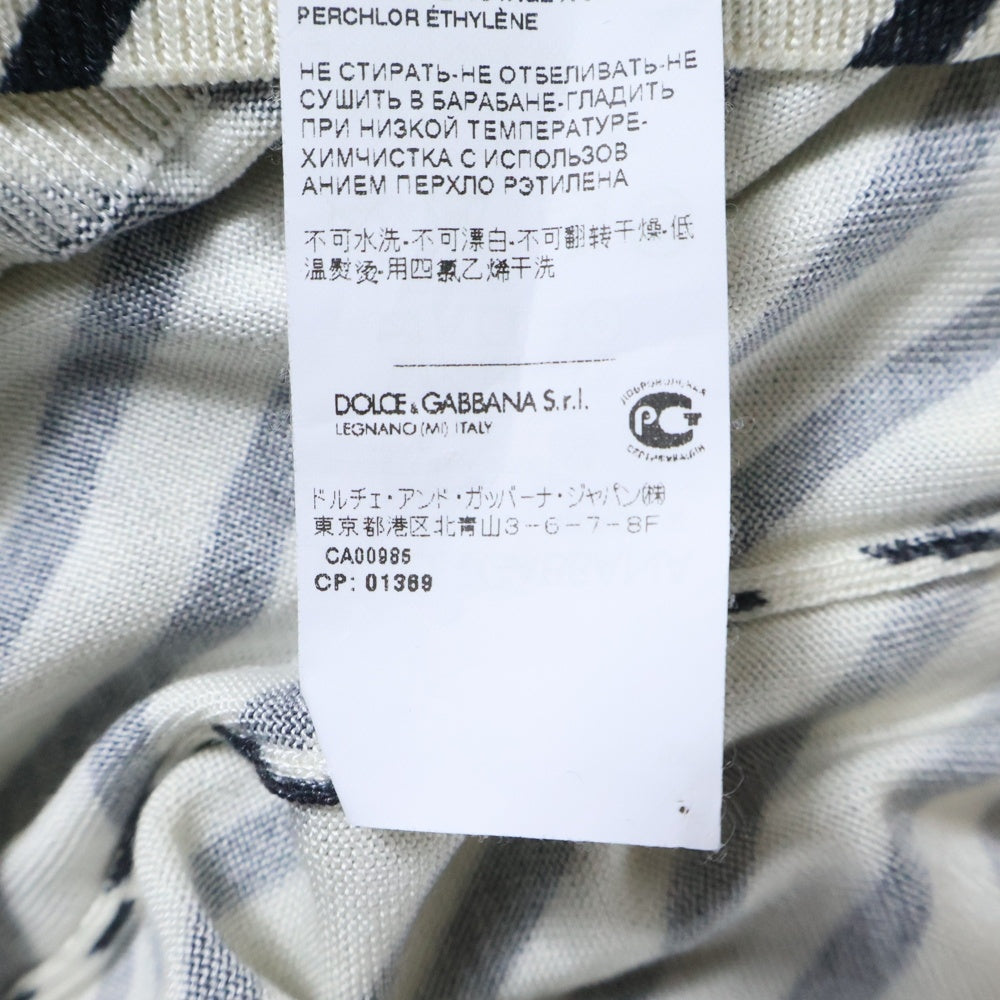 PERCHLOR ÉTHYLÈNE
НЕ СТИРАТЬ-НЕ ОТБЕЛИВАТЬ-НЕ
СУШИТЬ В БАРАБАНЕ-ГЛАДИТЬ
ПРИ НИЗКОЙ ТЕМПЕРАТУРЕ-
ХИМЧИСТКА С ИСПОЛЬЗОВ
АНИЕМ ПЕРХЛО РЭТИЛЕНА
不可水洗-不可漂白-不可翻转干燥-低
温熨烫-用四氯乙烯干洗
DOLCE & GABBANA S.r.l.
LEGNANO (MI) ITALY
РСТ
ドルチェ・アンド・ガッバーナ・ジャパン㈱
東京都港区北青山3-6-7-8F
CA00985
CP: 01369